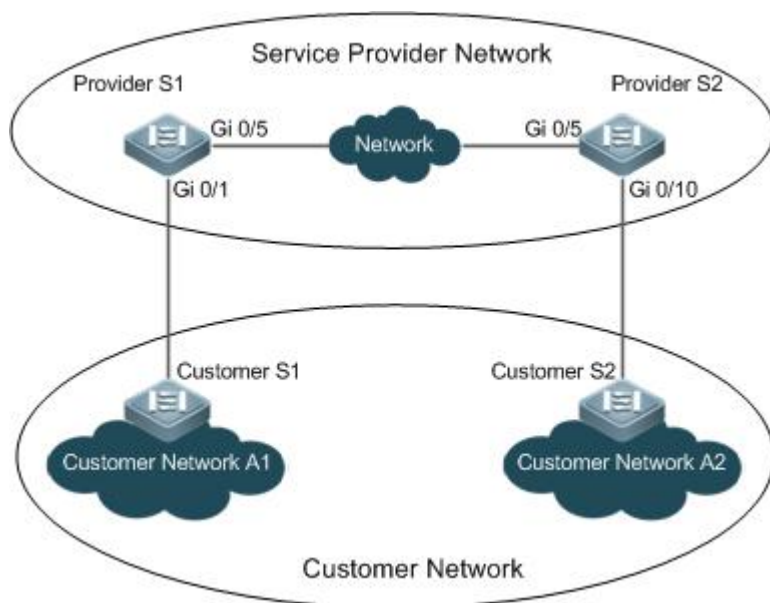 Service Provider Network
Provider S1
Provider S2
Gi 0/5
Network
Gi 0/5
Gi 0/1
Gi 0/10
Customer S1
Customer S2
Customer Network A1
Customer Network A2
Customer Network